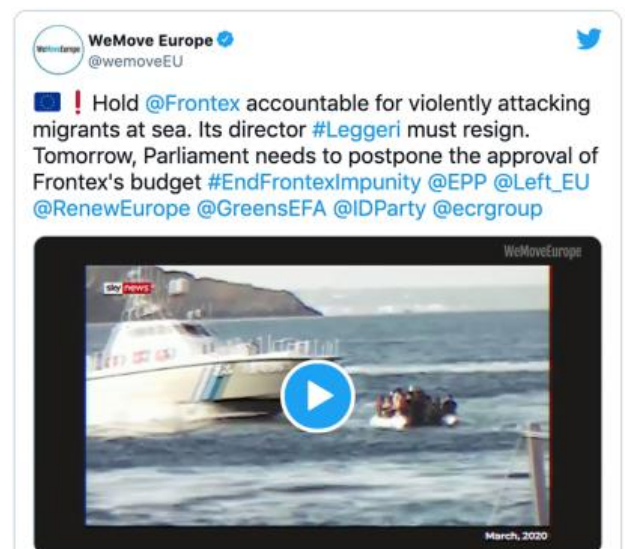 WeMove Europe
WeMove Europe
@wemoveEU
Hold @Frontex accountable for violently attacking
migrants at sea. Its director #Leggeri must resign.
Tomorrow, Parliament needs to postpone the approval of
Frontex's budget #EndFrontexImpunity @EPP @Left_EU
@RenewEurope @GreensEFA @IDParty @ecrgroup
WeMoveEurope
sky news
March, 2020